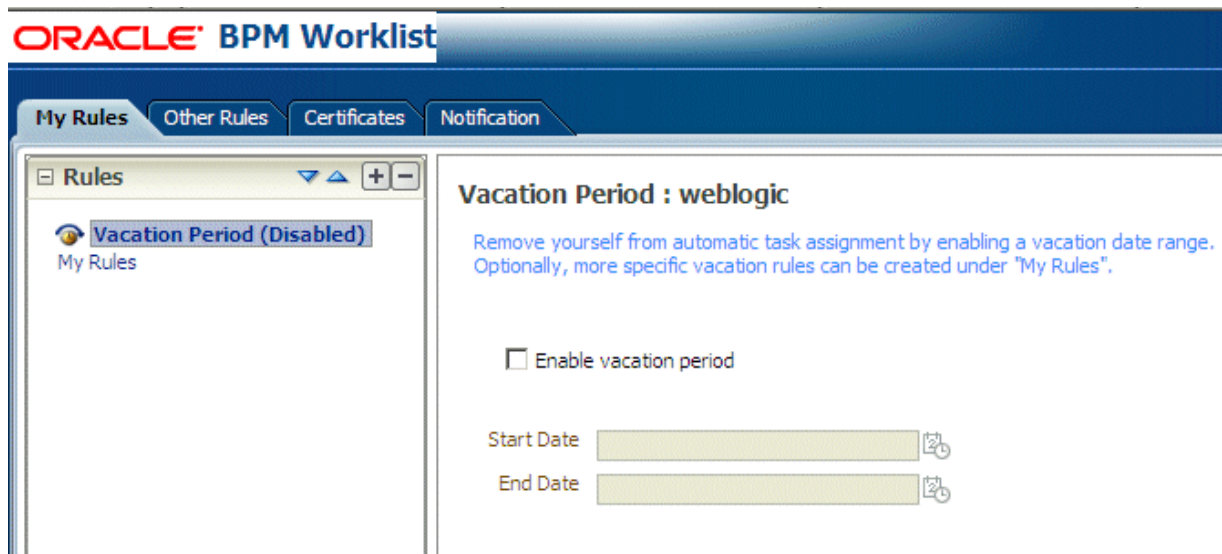 ORACLE BPM Worklist
My Rules Other Rules Certificates Notification
Rules
Vacation Period (Disabled)
My Rules
Vacation Period : weblogic
Remove yourself from automatic task assignment by enabling a vacation date range.
Optionally, more specific vacation rules can be created under "My Rules".
Enable vacation period
Start Date
End Date